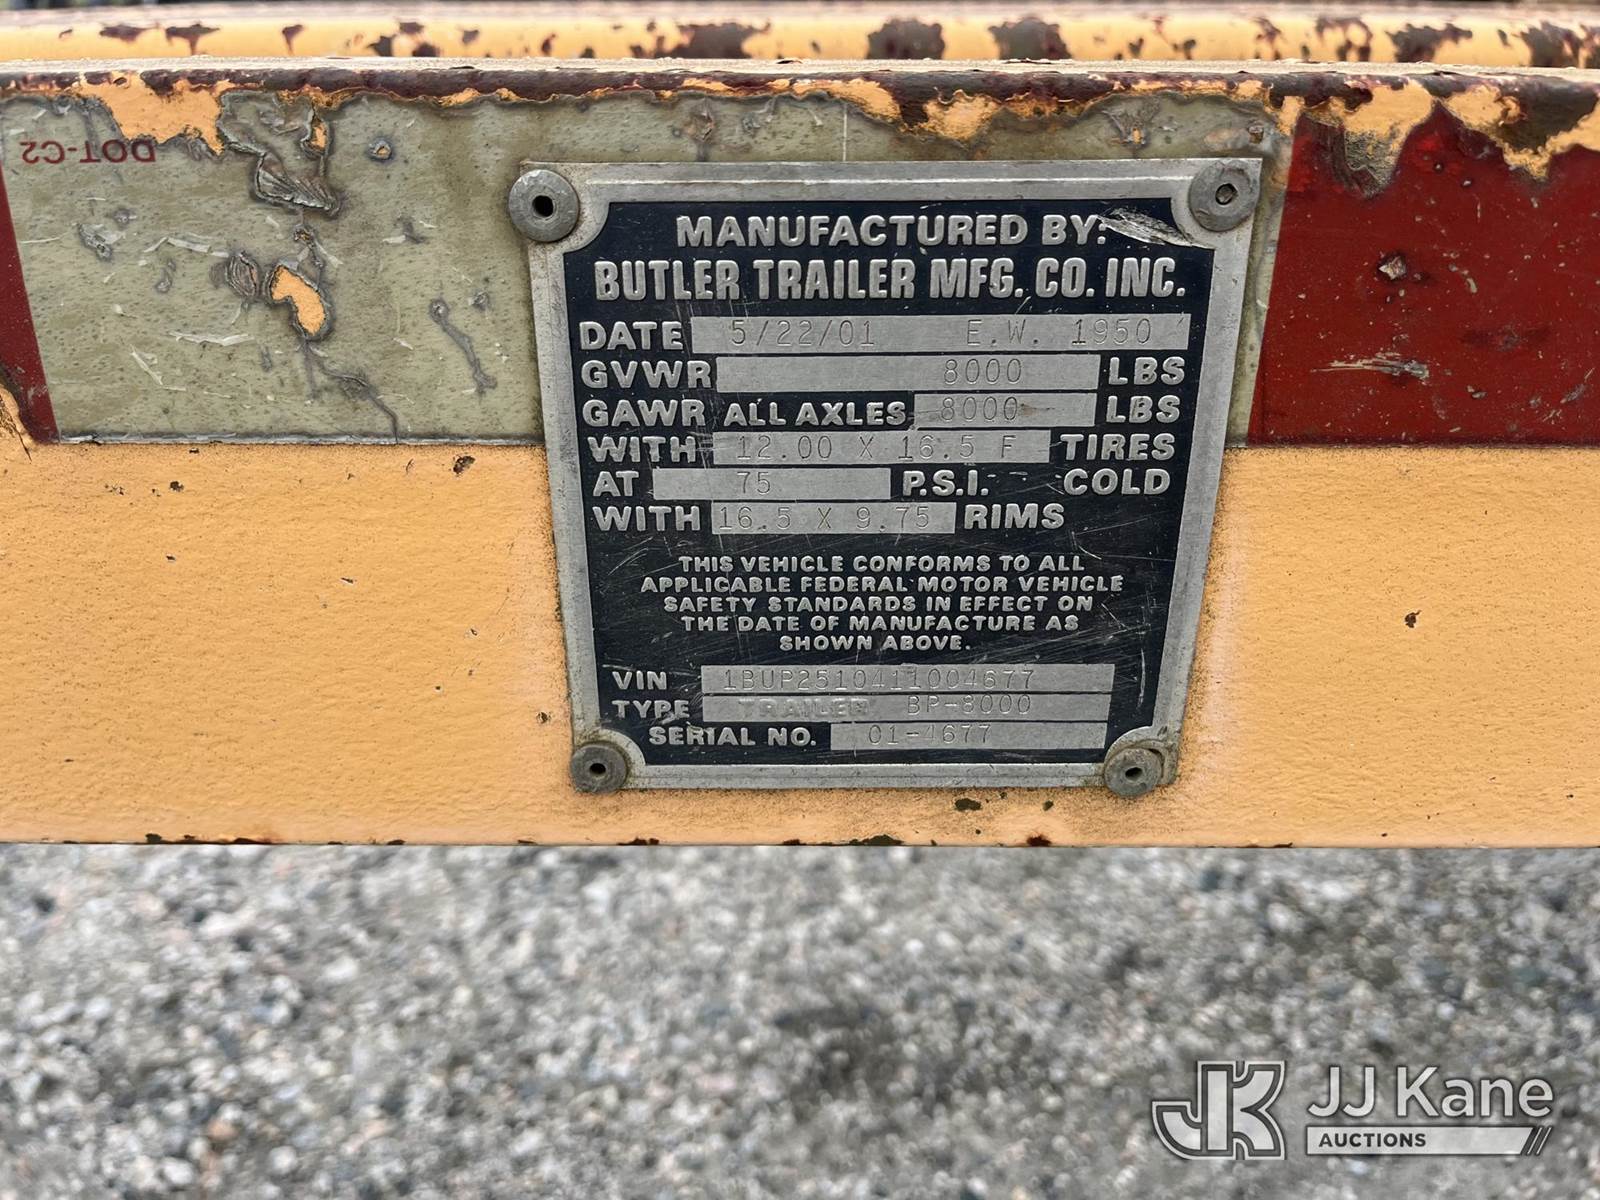 DOT-C2
MANUFACTURED BY:
BUTLER TRAILER MFG. CO. INC.
DATE 5/22/01 E.W. 1950
GVWR 8000 LBS
GAWR ALL AXLES 8000 LBS
WITH 12.00 X 16.5 F TIRES
AT 75 P.S.I. COLD
WITH 16.5 X 9.75 RIMS
THIS VEHICLE CONFORMS TO ALL
APPLICABLE FEDERAL MOTOR VEHICLE
SAFETY STANDARDS IN EFFECT ON
THE DATE OF MANUFACTURE AS
SHOWN ABOVE.
VIN 1BUP2510411004677
TYPE TRAILER BP-8000
SERIAL NO. 01-4677
JK JJ Kane
AUCTIONS